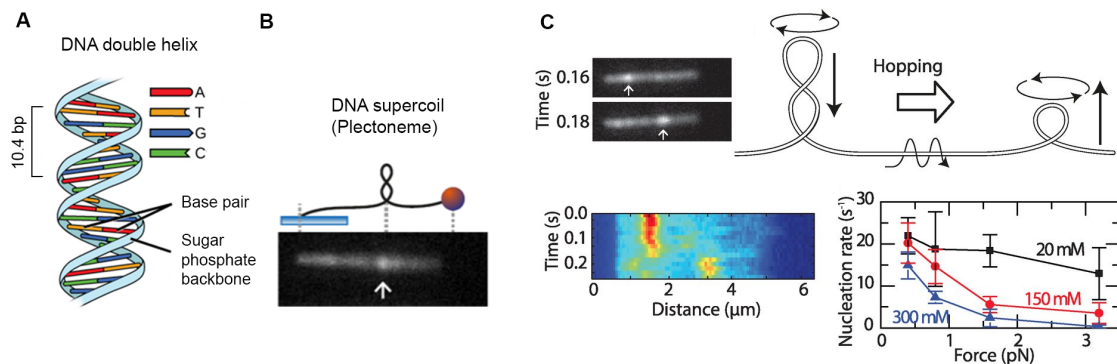 A
DNA double helix
10.4 bp
A
T
G
C
Base pair
Sugar
phosphate
backbone
B
DNA supercoil
(Plectoneme)
C
Time (s)
0.16
0.18
Hopping
Time (s)
0.0
0.1
0.2
0
2
4
6
Distance (μm)
Nucleation rate (s⁻¹)
30
20
10
0
20 mM
150 mM
300 mM
0
1
2
3
Force (pN)